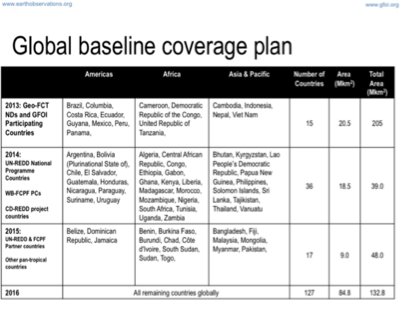 www.earthobservations.org
www.gfoi.org
Global baseline coverage plan
Americas Africa Asia & Pacific Number of Countries Area (Mkm²) Total Area (Mkm²)
2013: Geo-FCT
NDs and GFOI
Participating
Countries
Brazil, Columbia,
Costa Rica, Ecuador,
Guyana, Mexico, Peru,
Panama,
Cameroon, Democratic
Republic of the Congo,
United Republic of
Tanzania,
Cambodia, Indonesia,
Nepal, Viet Nam
15
20.5
205
2014:
UN-REDD National
Programme
Countries
WB-FCPF PCs
CD-REDD project
countries
Argentina, Bolivia
(Plurinational State of),
Chile, El Salvador,
Guatemala, Honduras,
Nicaragua, Paraguay,
Suriname, Uruguay
Algeria, Central African
Republic, Congo,
Ethiopia, Gabon,
Ghana, Kenya, Liberia,
Madagascar, Morocco,
Mozambique, Nigeria,
South Africa, Tunisia,
Uganda, Zambia
Bhutan, Kyrgyzstan, Lao
People's Democratic
Republic, Papua New
Guinea, Philippines,
Solomon Islands, Sri
Lanka, Tajikistan,
Thailand, Vanuatu
36
18.5
39.0
2015:
UN-REDD & FCPF
Partner countries
Other pan-tropical
countries
Belize, Dominican
Republic, Jamaica
Benin, Burkina Faso,
Burundi, Chad, Côte
d'Ivoire, South Sudan,
Sudan, Togo,
Bangladesh, Fiji,
Malaysia, Mongolia,
Myanmar, Pakistan,
17
9.0
48.0
2016
All remaining countries globally
127
84.8
132.8